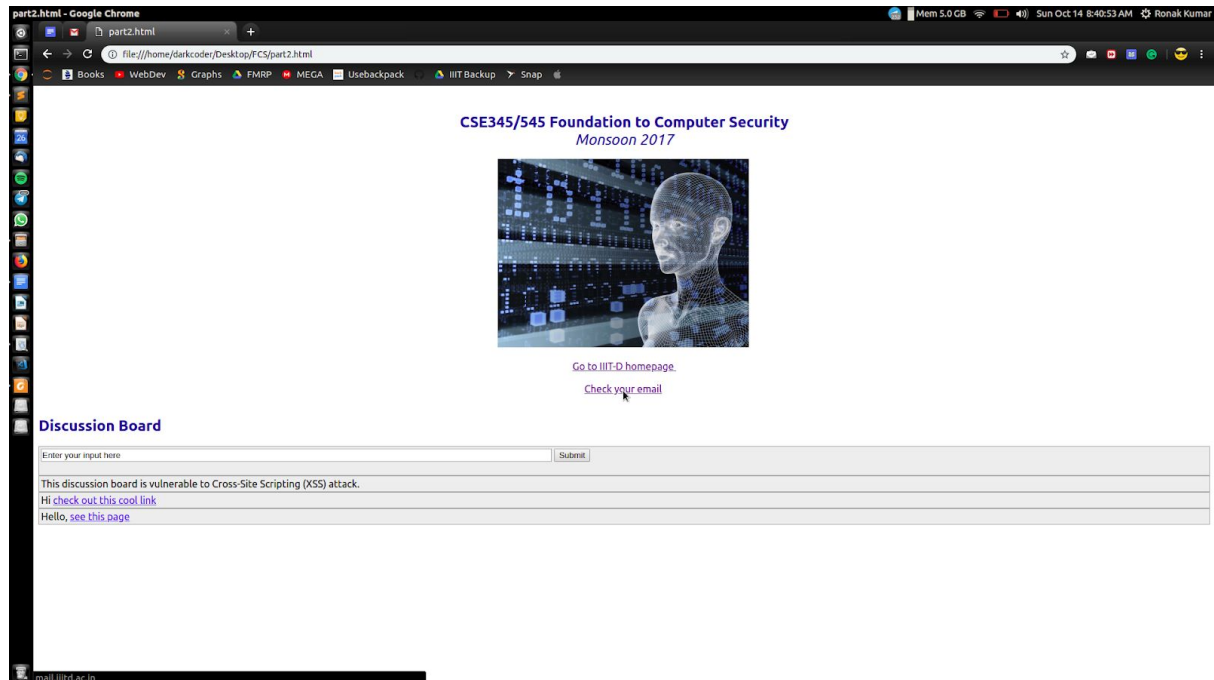 part2.html - Google Chrome
Mem 5.0 GB Sun Oct 14 8:40:53 AM Ronak Kumar
part2.html
file:///home/darkcoder/Desktop/FCS/part2.html
Books WebDev Graphs FMRP MEGA Usebackpack IIIT Backup Snap
CSE345/545 Foundation to Computer Security
Monsoon 2017
Go to IIIT-D homepage
Check your email
Discussion Board
Enter your input here Submit
This discussion board is vulnerable to Cross-Site Scripting (XSS) attack.
Hi check out this cool link
Hello, see this page
mail.iiitd.ac.in